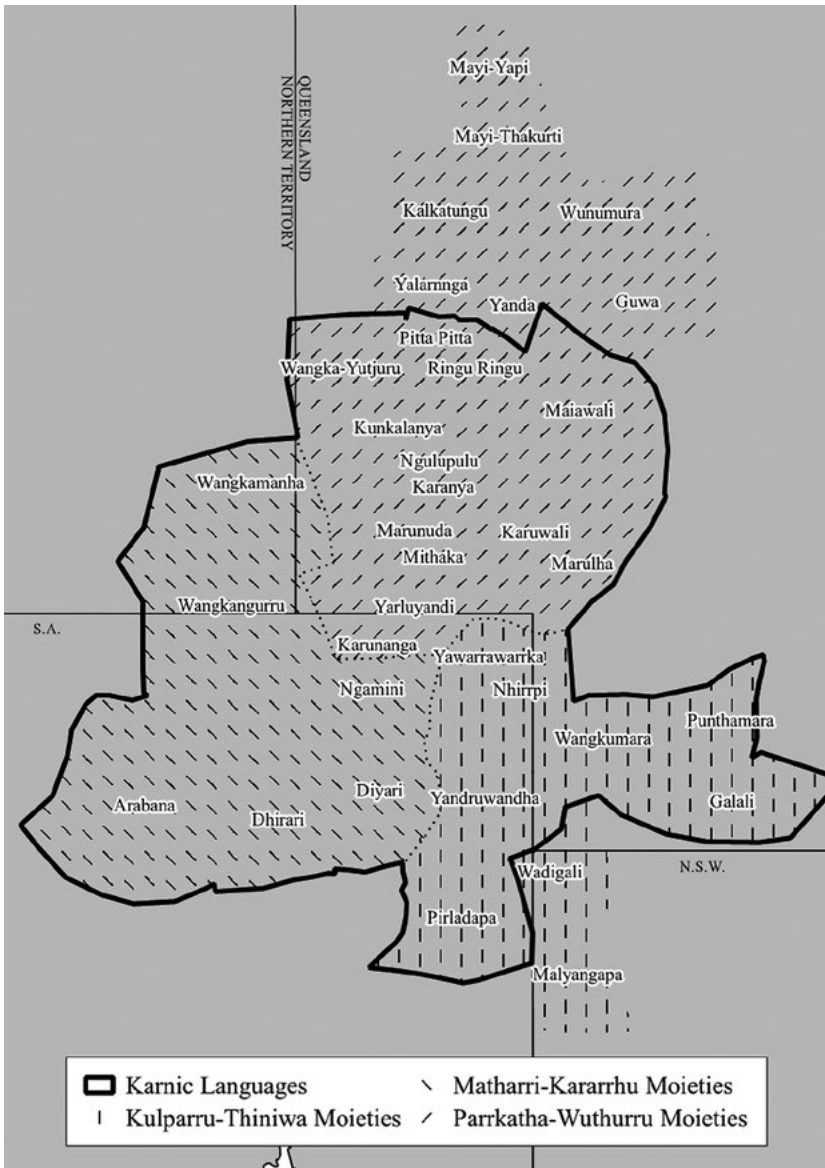 Mayi-Yapi
QUEENSLAND
NORTHERN TERRITORY
Mayi-Thakurti
Kalkatungu
Wunumura
Yalarnnga
Yanda
Guwa
Pitta Pitta
Wangka-Yutjuru
Ringu Ringu
Maiawali
Kunkalanya
Ngulupulu
Wangkamanha
Karanya
Marunuda
Karuwali
Mithaka
Marulha
Wangkangurru
Yarluyandi
S.A.
Karunanga
Yawarrawarrka
Ngamini
Nhirrpi
Punthamara
Wangkumara
Diyari
Yandruwandha
Galali
Arabana
Dhirari
Wadigali
N.S.W.
Pirladapa
Malyangapa
Karnic Languages
Matharri-Kararrhu Moieties
Kulparru-Thiniwa Moieties
Parrkatha-Wuthurru Moieties